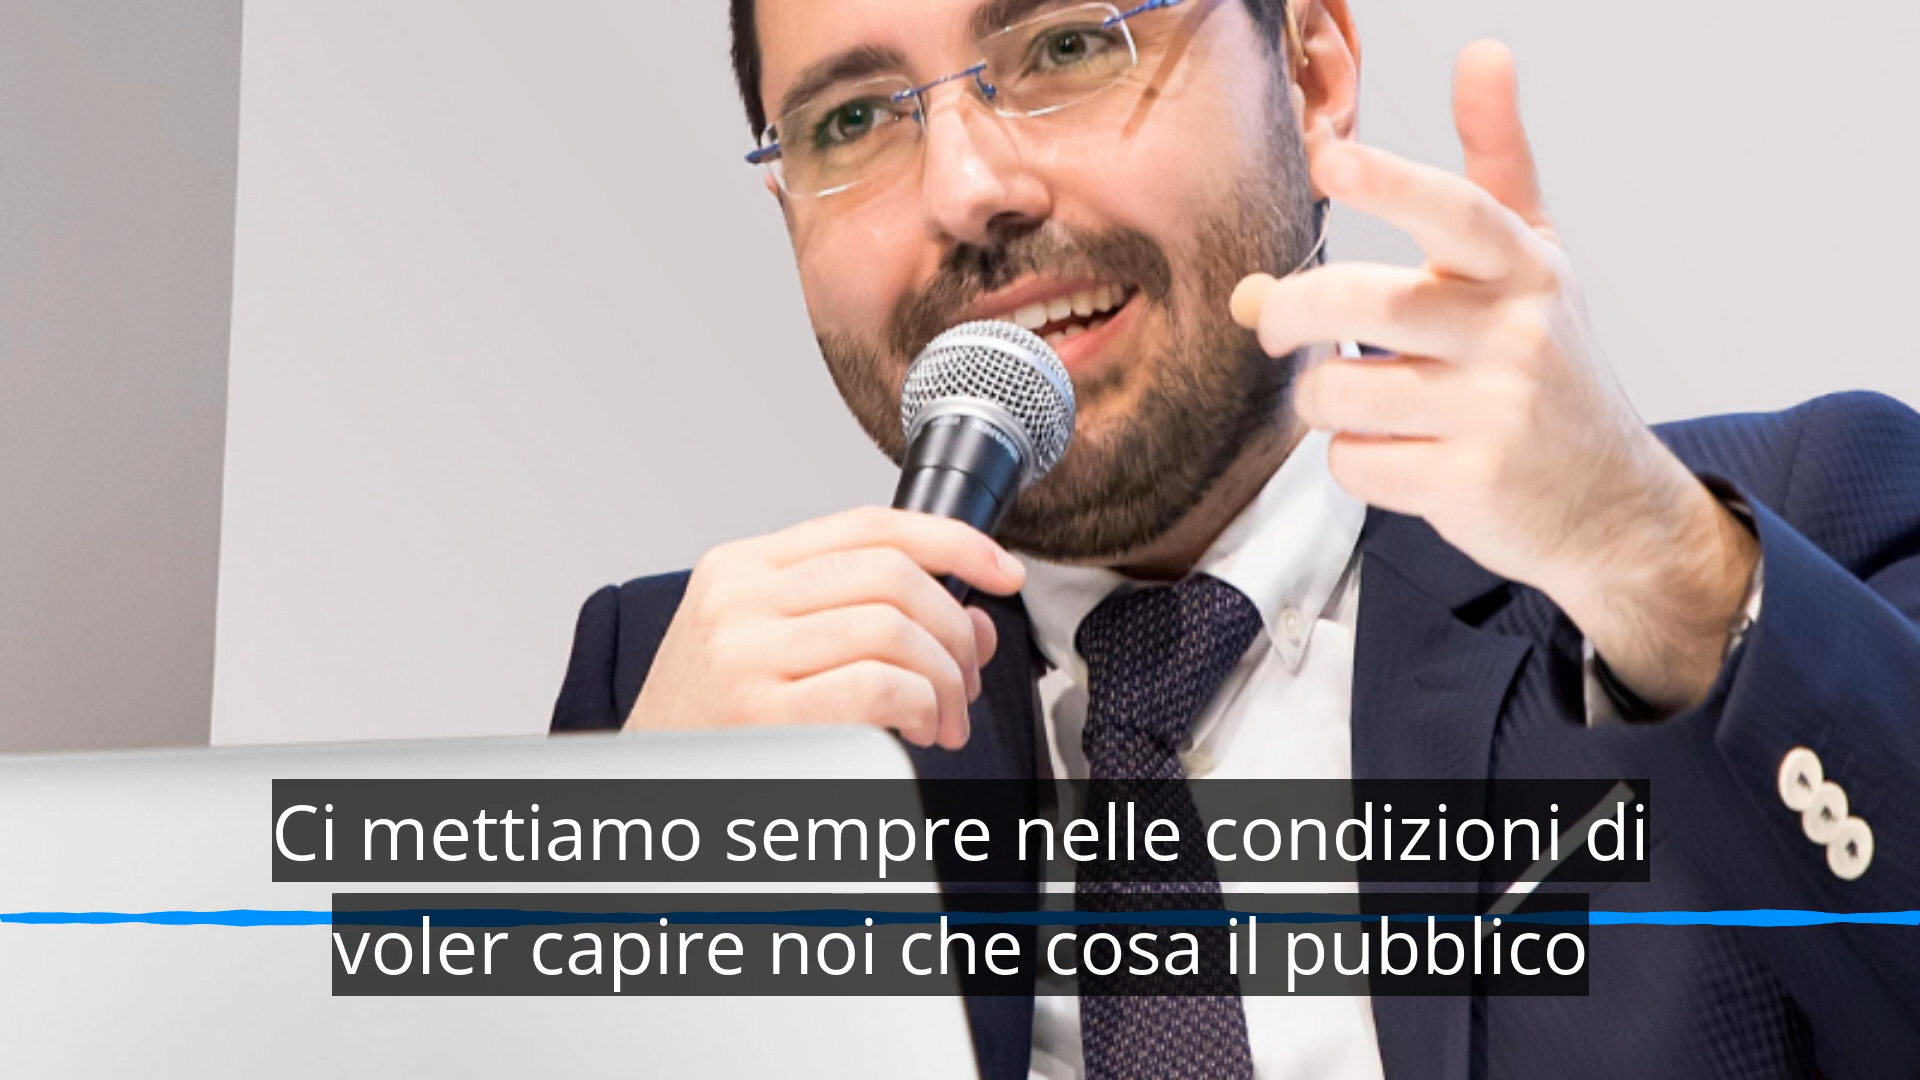 Ci mettiamo sempre nelle condizioni di
voler capire noi che cosa il pubblico